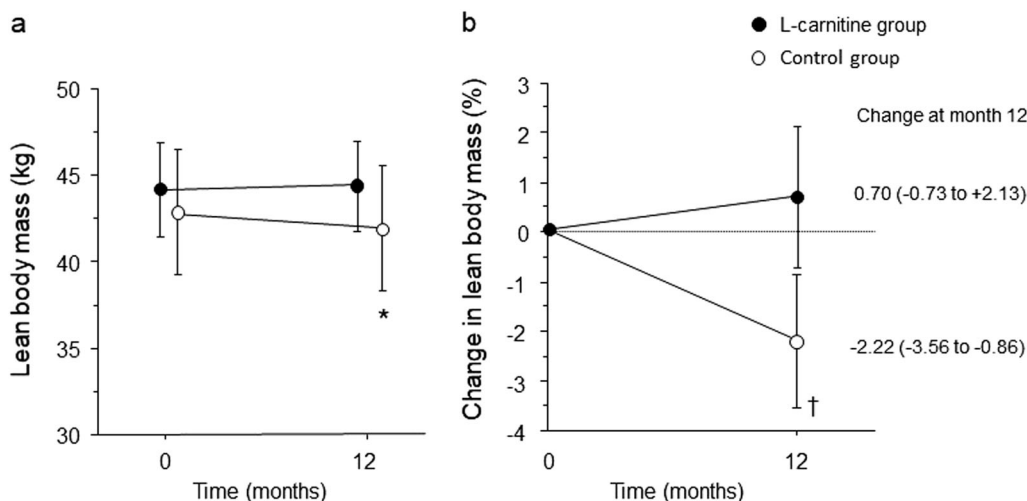 a
50
45
40
35
30
Lean body mass (kg)
*
0
12
Time (months)
b
● L-carnitine group
○ Control group
3
2
1
0
-1
-2
-3
-4
Change in lean body mass (%)
Change at month 12
0.70 (-0.73 to +2.13)
-2.22 (-3.56 to -0.86)
†
0
12
Time (months)